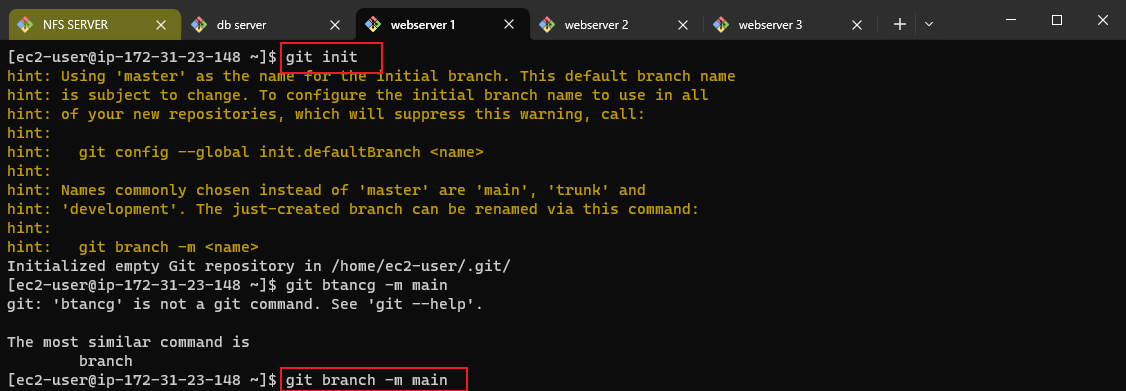 NFS SERVER
db server
webserver 1
webserver 2
webserver 3
[ec2-user@ip-172-31-23-148 ~]$ git init
hint: Using 'master' as the name for the initial branch. This default branch name
hint: is subject to change. To configure the initial branch name to use in all
hint: of your new repositories, which will suppress this warning, call:
hint:
hint:   git config --global init.defaultBranch <name>
hint:
hint: Names commonly chosen instead of 'master' are 'main', 'trunk' and
hint: 'development'. The just-created branch can be renamed via this command:
hint:
hint:   git branch -m <name>
Initialized empty Git repository in /home/ec2-user/.git/
[ec2-user@ip-172-31-23-148 ~]$ git btancg -m main
git: 'btancg' is not a git command. See 'git --help'.
The most similar command is
        branch
[ec2-user@ip-172-31-23-148 ~]$ git branch -m main